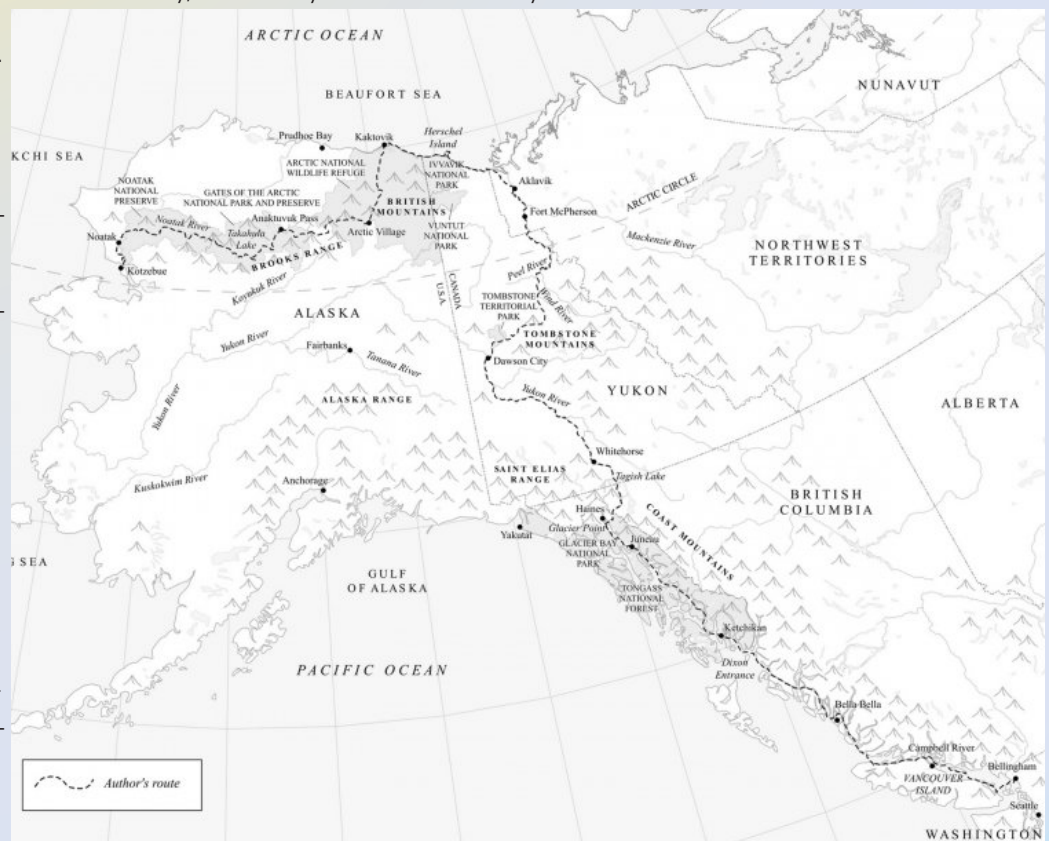 ARCTIC OCEAN
NUNAVUT
BEAUFORT SEA
Prudhoe Bay
Kaktovik
Herschel
Island
KCHI SEA
ARCTIC NATIONAL
WILDLIFE REFUGE
IVVAVIK
NATIONAL
PARK
Aklavik
ARCTIC CIRCLE
NOATAK
NATIONAL
PRESERVE
GATES OF THE ARCTIC
NATIONAL PARK AND PRESERVE
BRITISH
MOUNTAINS
Fort McPherson
Noatak River
Anaktuvuk Pass
Takahula
Lake
Arctic Village
VUNTUT
NATIONAL
PARK
Mackenzie River
NORTHWEST
TERRITORIES
Noatak
BROOKS RANGE
Kotzebue
Koyukuk River
Peel River
CANADA
U.S.A.
Wind River
ALASKA
TOMBSTONE
TERRITORIAL
PARK
TOMBSTONE
MOUNTAINS
Yukon River
Fairbanks
Tanana River
Dawson City
Yukon River
ALASKA RANGE
Yukon River
YUKON
ALBERTA
Kuskokwim River
Anchorage
SAINT ELIAS
RANGE
Whitehorse
Tagish Lake
BRITISH
COLUMBIA
Haines
COAST MOUNTAINS
Yakutat
Glacier Point
GLACIER BAY
NATIONAL
PARK
Juneau
G SEA
GULF
OF ALASKA
TONGASS
NATIONAL
FOREST
Ketchikan
PACIFIC OCEAN
Dixon
Entrance
Bella Bella
Campbell River
Bellingham
VANCOUVER
ISLAND
Seattle
Author's route
WASHINGTON